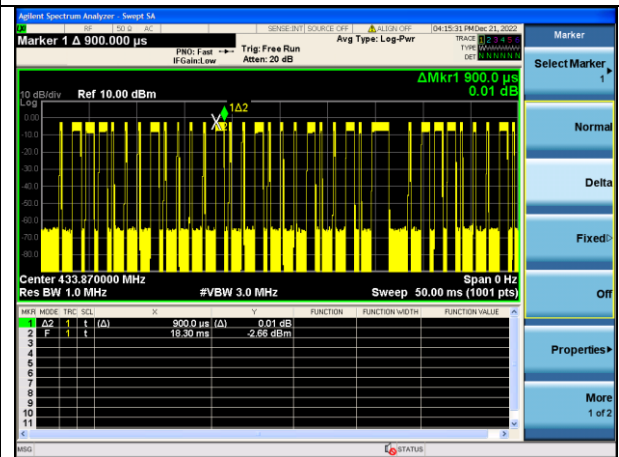 Agilent Spectrum Analyzer - Swept SA
RF 50 Ω AC SENSE:INT SOURCE OFF ALIGN OFF 04:15:31 PM Dec 21, 2022
Marker 1 Δ 900.000 µs
Avg Type: Log-Pwr
TRACE 1 2 3 4 5 6
TYPE
DET N N N N N N
PNO: Fast
IFGain:Low
Trig: Free Run
Atten: 20 dB
ΔMkr1 900.0 µs
0.01 dB
10 dB/div Ref 10.00 dBm
Log
1Δ2
0.00
-10.0
-20.0
-30.0
-40.0
-50.0
-60.0
-70.0
-80.0
Center 433.870000 MHz Span 0 Hz
Res BW 1.0 MHz #VBW 3.0 MHz Sweep 50.00 ms (1001 pts)
MKR MODE TRC SCL X Y FUNCTION FUNCTION WIDTH FUNCTION VALUE
1 Δ2 1 t (Δ) 900.0 µs (Δ) 0.01 dB
2 F 1 t 18.30 ms -2.66 dBm
3
4
5
6
7
8
9
10
11
MSG STATUS
Marker
Select Marker
1
Normal
Delta
Fixed
Off
Properties
More
1 of 2